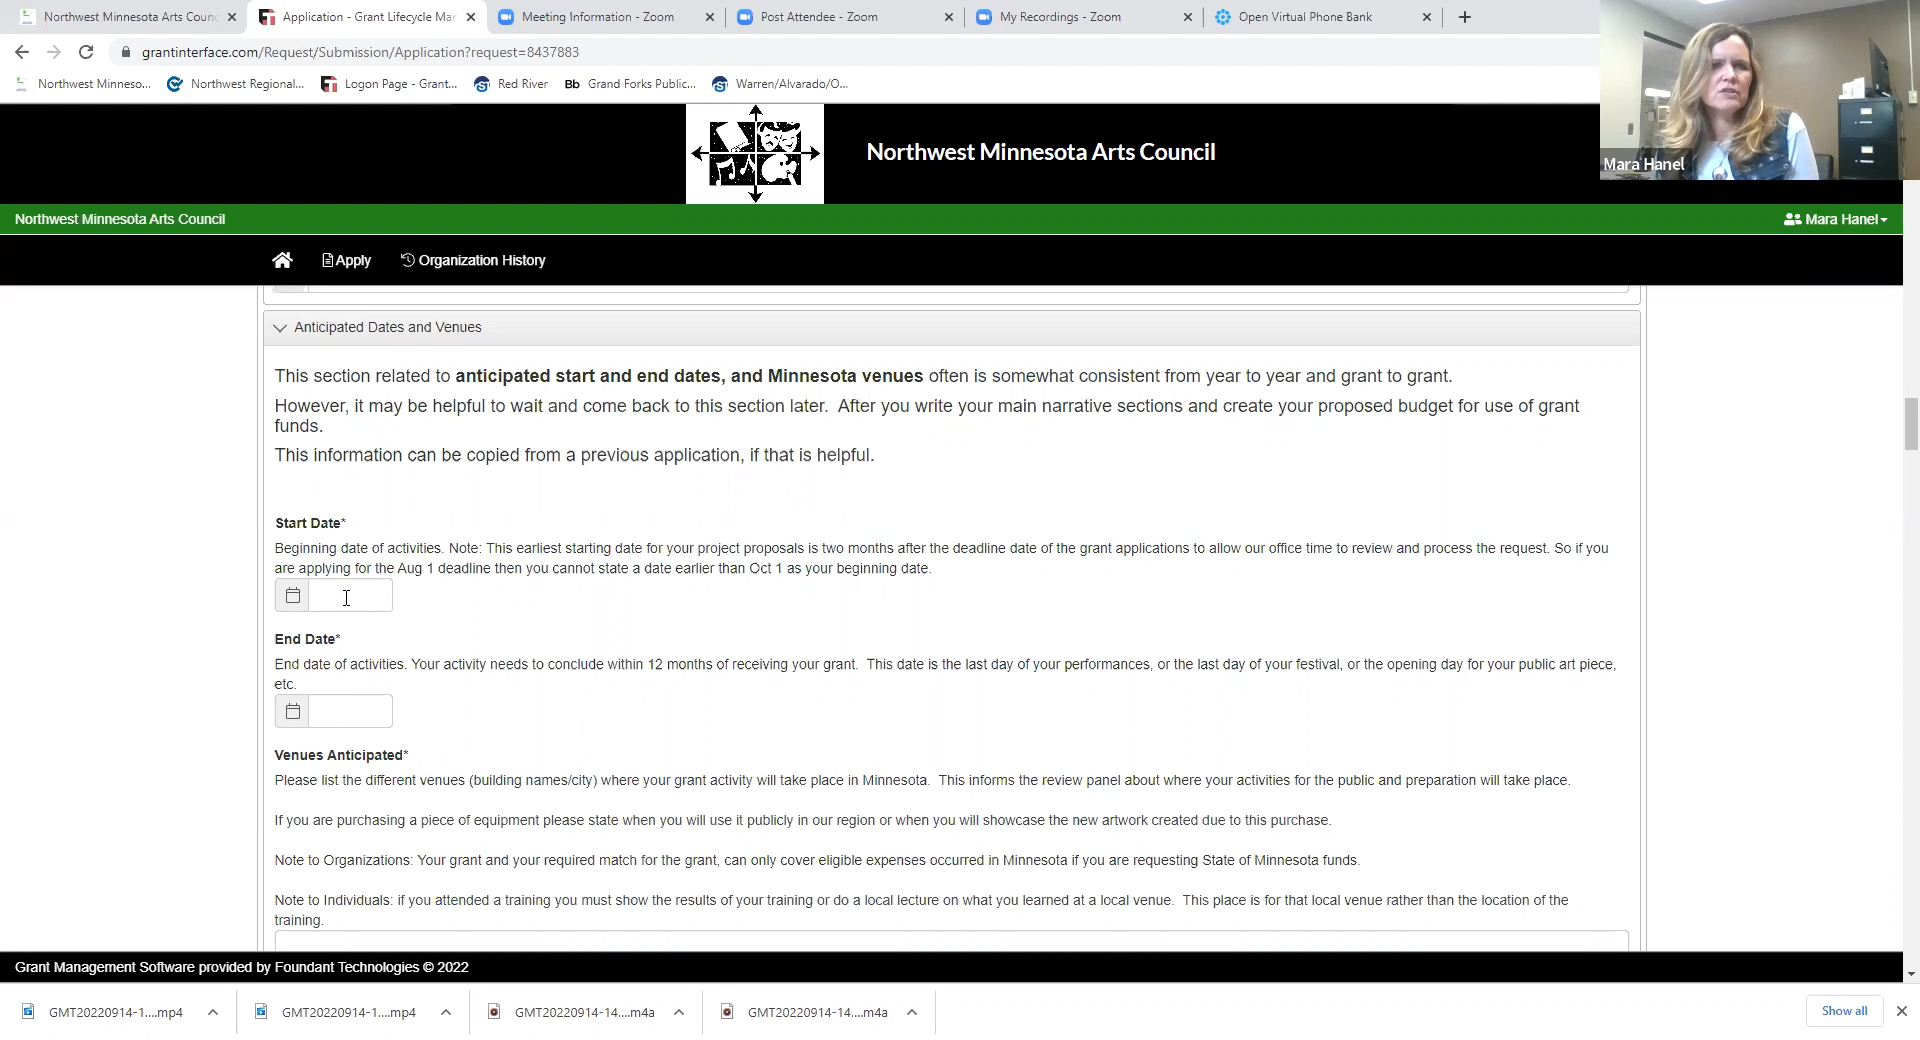 Northwest Minnesota Arts Counc
Application - Grant Lifecycle Mar
Meeting Information - Zoom
Post Attendee - Zoom
My Recordings - Zoom
Open Virtual Phone Bank
grantinterface.com/Request/Submission/Application?request=8437883
Northwest Minneso...
Northwest Regional...
Logon Page - Grant...
Red River
Bb Grand Forks Public...
Warren/Alvarado/O...
Northwest Minnesota Arts Council
Mara Hanel
Northwest Minnesota Arts Council
Mara Hanel
Apply
Organization History
Anticipated Dates and Venues
This section related to anticipated start and end dates, and Minnesota venues often is somewhat consistent from year to year and grant to grant.
However, it may be helpful to wait and come back to this section later.  After you write your main narrative sections and create your proposed budget for use of grant
funds.
This information can be copied from a previous application, if that is helpful.
Start Date*
Beginning date of activities. Note: This earliest starting date for your project proposals is two months after the deadline date of the grant applications to allow our office time to review and process the request. So if you
are applying for the Aug 1 deadline then you cannot state a date earlier than Oct 1 as your beginning date.
End Date*
End date of activities. Your activity needs to conclude within 12 months of receiving your grant.  This date is the last day of your performances, or the last day of your festival, or the opening day for your public art piece,
etc.
Venues Anticipated*
Please list the different venues (building names/city) where your grant activity will take place in Minnesota.  This informs the review panel about where your activities for the public and preparation will take place.
If you are purchasing a piece of equipment please state when you will use it publicly in our region or when you will showcase the new artwork created due to this purchase.
Note to Organizations: Your grant and your required match for the grant, can only cover eligible expenses occurred in Minnesota if you are requesting State of Minnesota funds.
Note to Individuals: if you attended a training you must show the results of your training or do a local lecture on what you learned at a local venue.  This place is for that local venue rather than the location of the
training.
Grant Management Software provided by Foundant Technologies © 2022
GMT20220914-1....mp4
GMT20220914-1....mp4
GMT20220914-14....m4a
GMT20220914-14....m4a
Show all